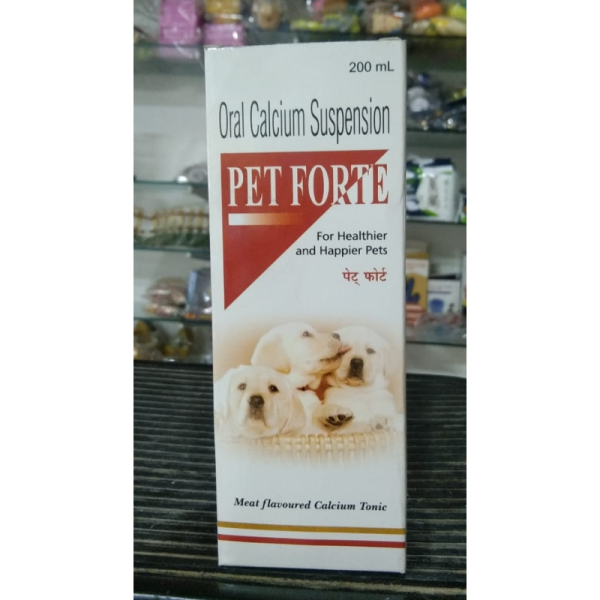 200 mL
Oral Calcium Suspension
PET FORTE
For Healthier
and Happier Pets
पेट् फोर्ट
Meat flavoured Calcium Tonic